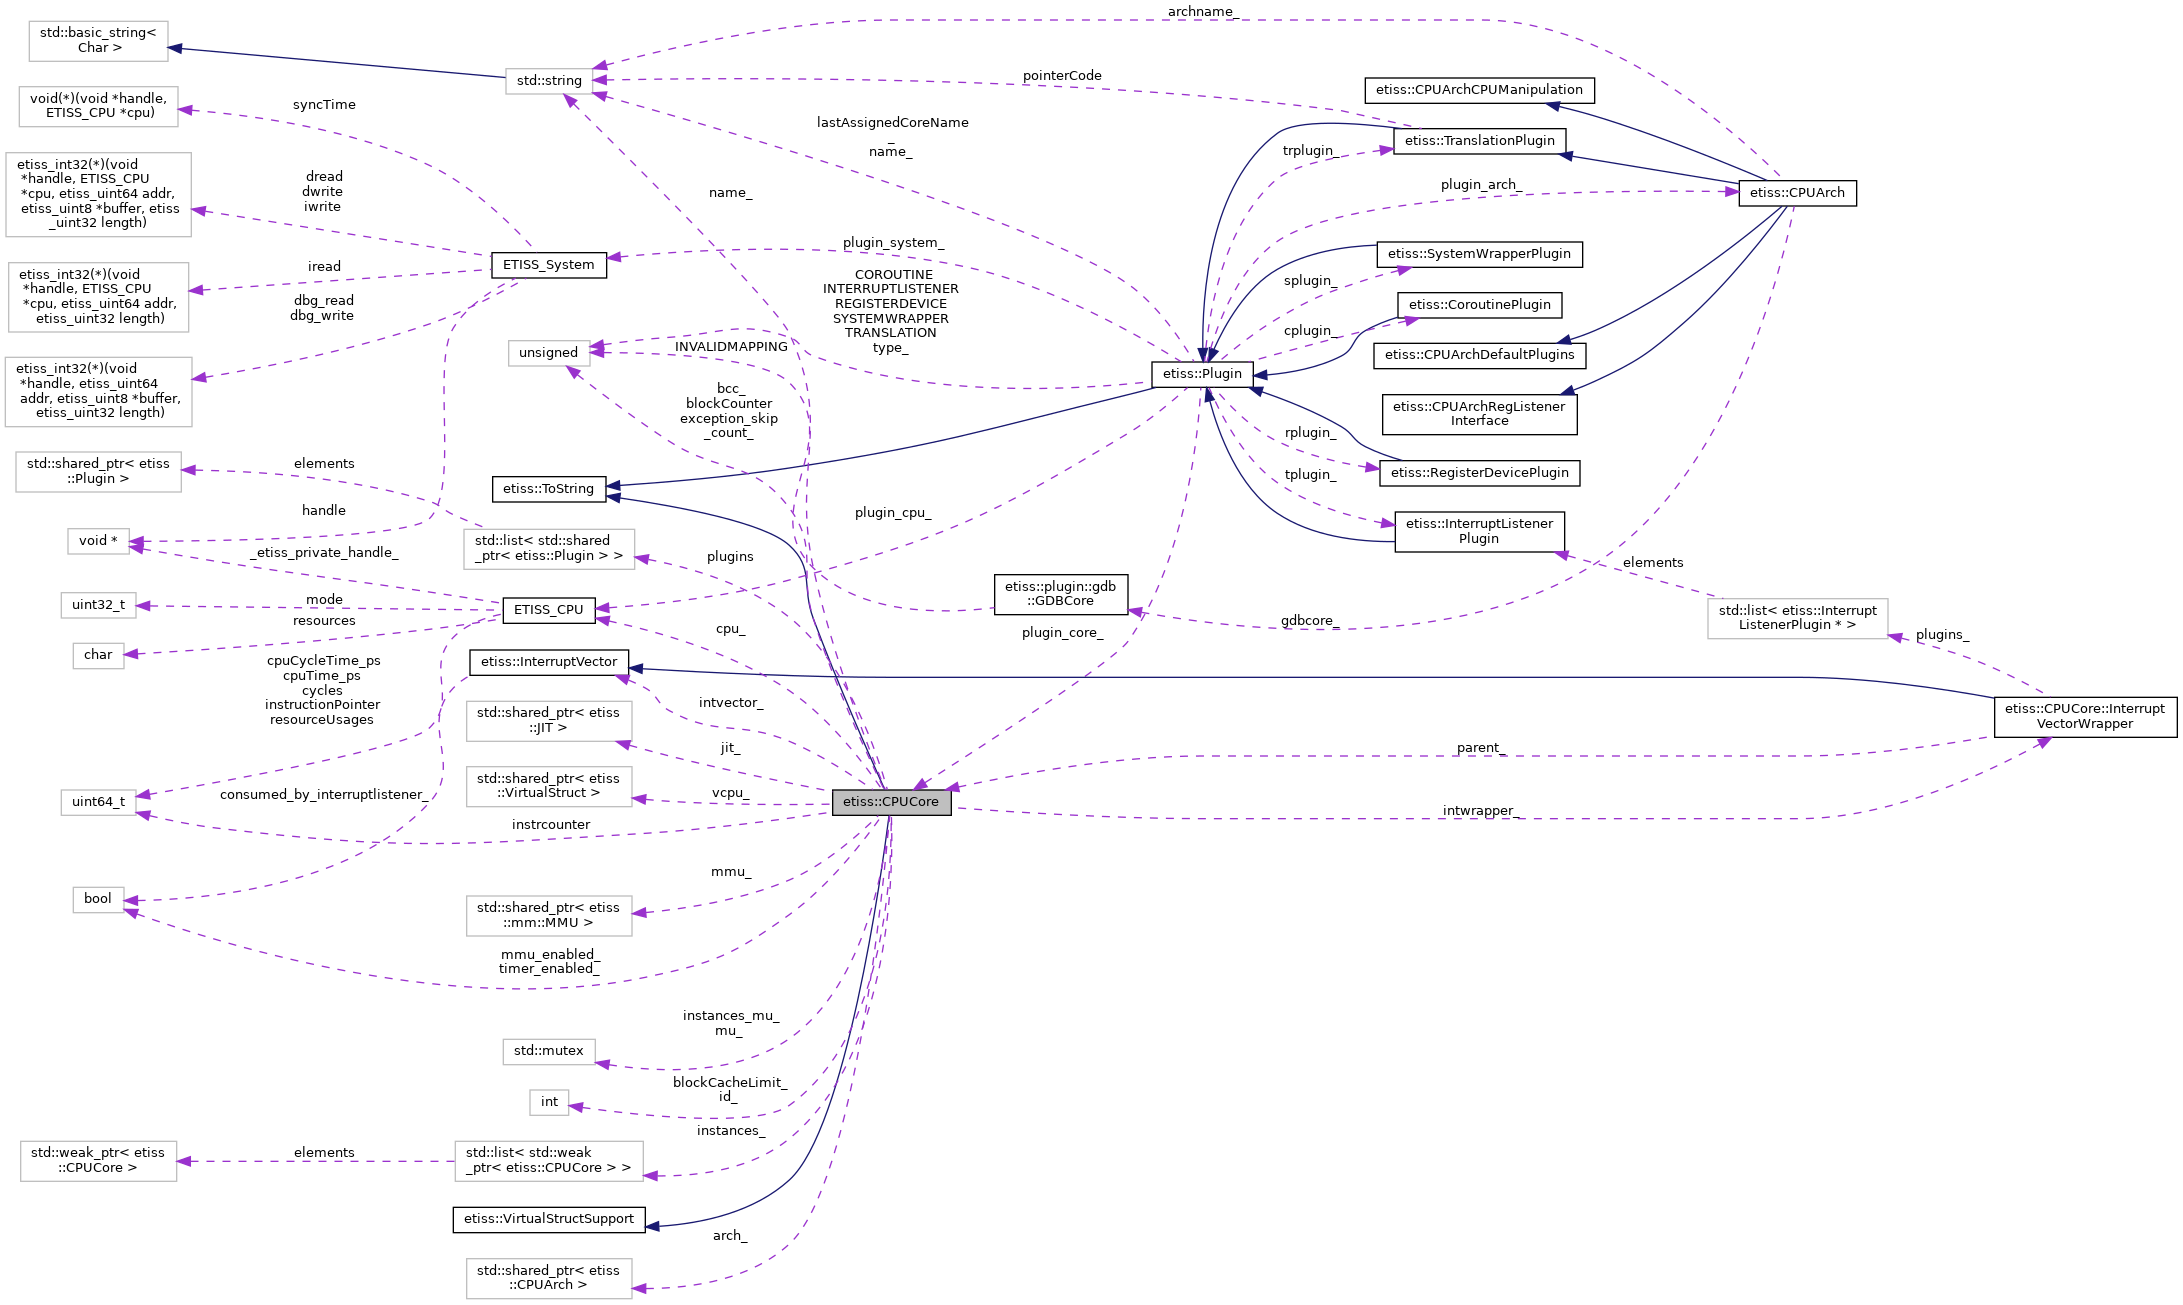 archname_
std::basic_string<
Char >
std::string
pointerCode
etiss::CPUArchCPUManipulation
void(*)(void *handle,
ETISS_CPU *cpu)
syncTime
lastAssignedCoreName
_
name_
trplugin_
etiss::TranslationPlugin
etiss_int32(*)(void
*handle, ETISS_CPU
*cpu, etiss_uint64 addr,
etiss_uint8 *buffer, etiss
_uint32 length)
dread
dwrite
iwrite
name_
plugin_arch_
etiss::CPUArch
plugin_system_
etiss::SystemWrapperPlugin
ETISS_System
etiss_int32(*)(void
*handle, ETISS_CPU
*cpu, etiss_uint64 addr,
etiss_uint32 length)
iread
dbg_read
dbg_write
COROUTINE
INTERRUPTLISTENER
REGISTERDEVICE
SYSTEMWRAPPER
TRANSLATION
type_
splugin_
etiss::CoroutinePlugin
cplugin_
unsigned
INVALIDMAPPING
etiss::CPUArchDefaultPlugins
etiss_int32(*)(void
*handle, etiss_uint64
addr, etiss_uint8 *buffer,
etiss_uint32 length)
etiss::Plugin
bcc_
blockCounter
exception_skip
_count_
etiss::CPUArchRegListener
Interface
rplugin_
std::shared_ptr< etiss
::Plugin >
elements
etiss::ToString
tplugin_
etiss::RegisterDevicePlugin
handle
plugin_cpu_
etiss::InterruptListener
Plugin
void *
_etiss_private_handle_
std::list< std::shared
_ptr< etiss::Plugin > >
plugins
elements
etiss::plugin::gdb
::GDBCore
uint32_t
mode
ETISS_CPU
resources
cpu_
plugin_core_
gdbcore_
std::list< etiss::Interrupt
ListenerPlugin * >
plugins_
char
cpuCycleTime_ps
cpuTime_ps
cycles
instructionPointer
resourceUsages
etiss::InterruptVector
intvector_
std::shared_ptr< etiss
::JIT >
jit_
etiss::CPUCore::Interrupt
VectorWrapper
parent_
std::shared_ptr< etiss
::VirtualStruct >
vcpu_
uint64_t
consumed_by_interruptlistener_
etiss::CPUCore
intwrapper_
instrcounter
mmu_
bool
std::shared_ptr< etiss
::mm::MMU >
mmu_enabled_
timer_enabled_
instances_mu_
mu_
std::mutex
blockCacheLimit_
id_
int
instances_
std::weak_ptr< etiss
::CPUCore >
elements
std::list< std::weak
_ptr< etiss::CPUCore > >
etiss::VirtualStructSupport
arch_
std::shared_ptr< etiss
::CPUArch >